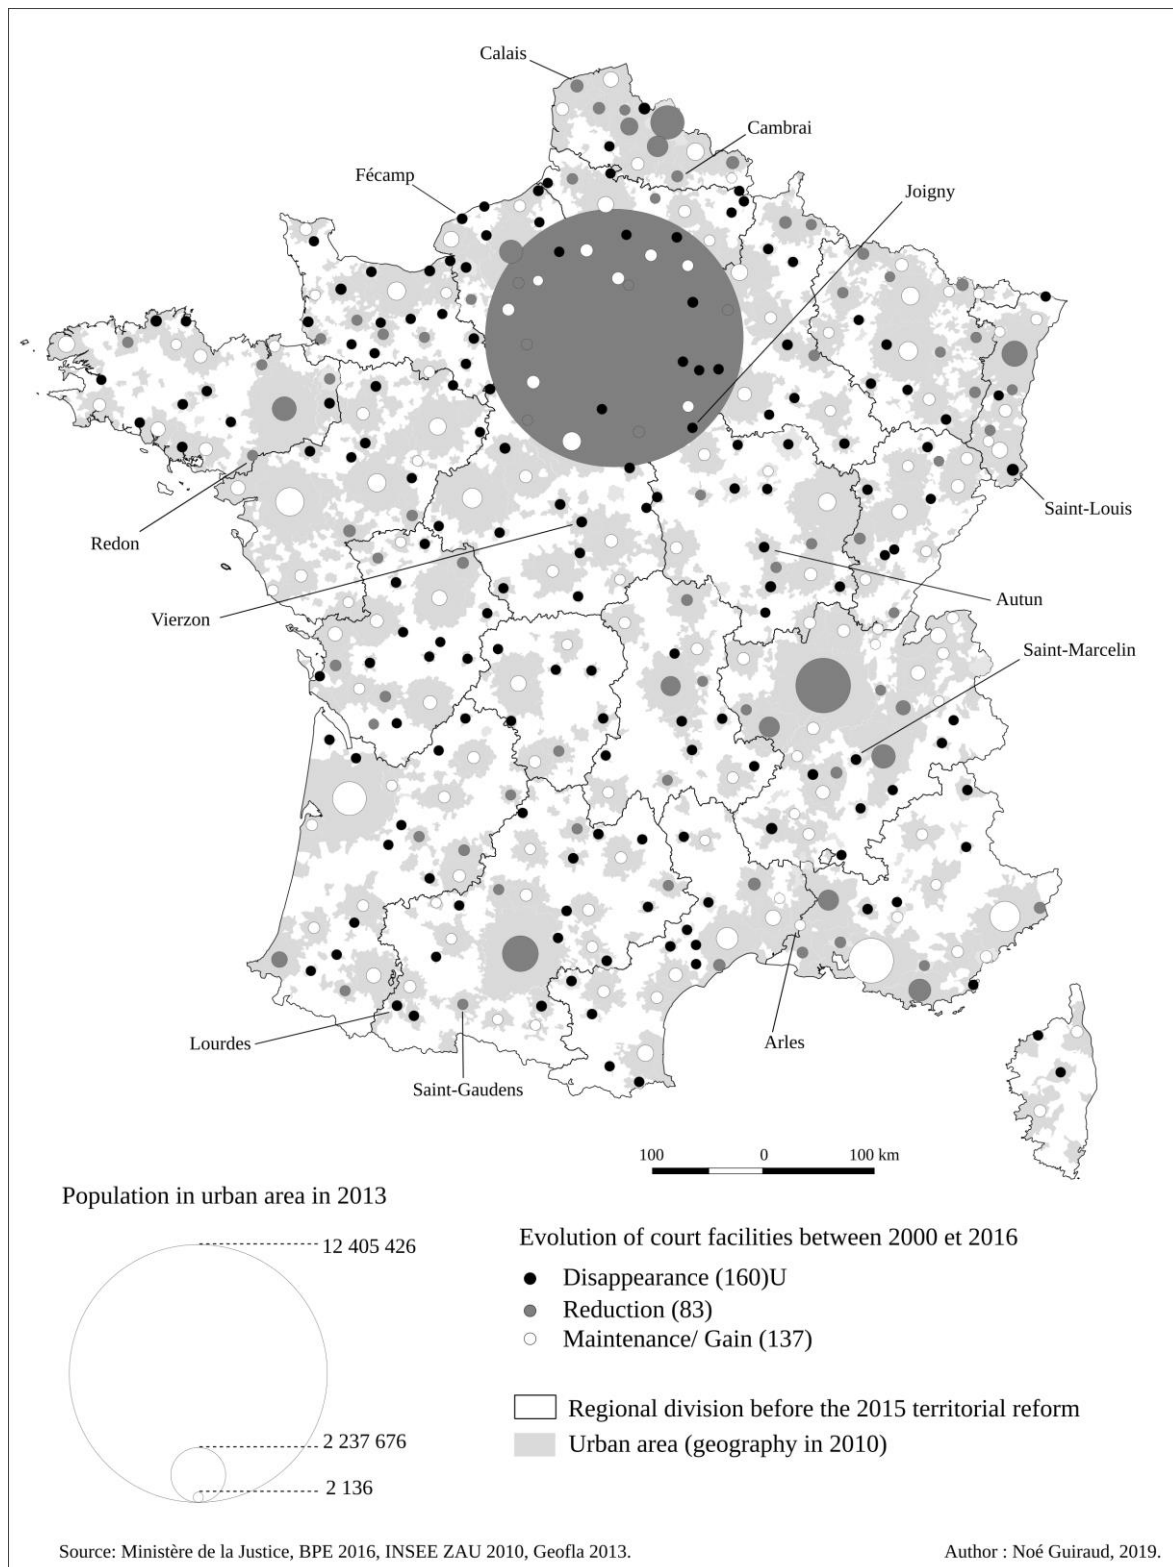 Calais
Cambrai
Fécamp
Joigny
Saint-Louis
Redon
Autun
Vierzon
Saint-Marcelin
Arles
Lourdes
Saint-Gaudens
100 0 100 km
Population in urban area in 2013
12 405 426
2 237 676
2 136
Evolution of court facilities between 2000 et 2016
Disappearance (160)U
Reduction (83)
Maintenance/ Gain (137)
Regional division before the 2015 territorial reform
Urban area (geography in 2010)
Source: Ministère de la Justice, BPE 2016, INSEE ZAU 2010, Geofla 2013.
Author : Noé Guiraud, 2019.